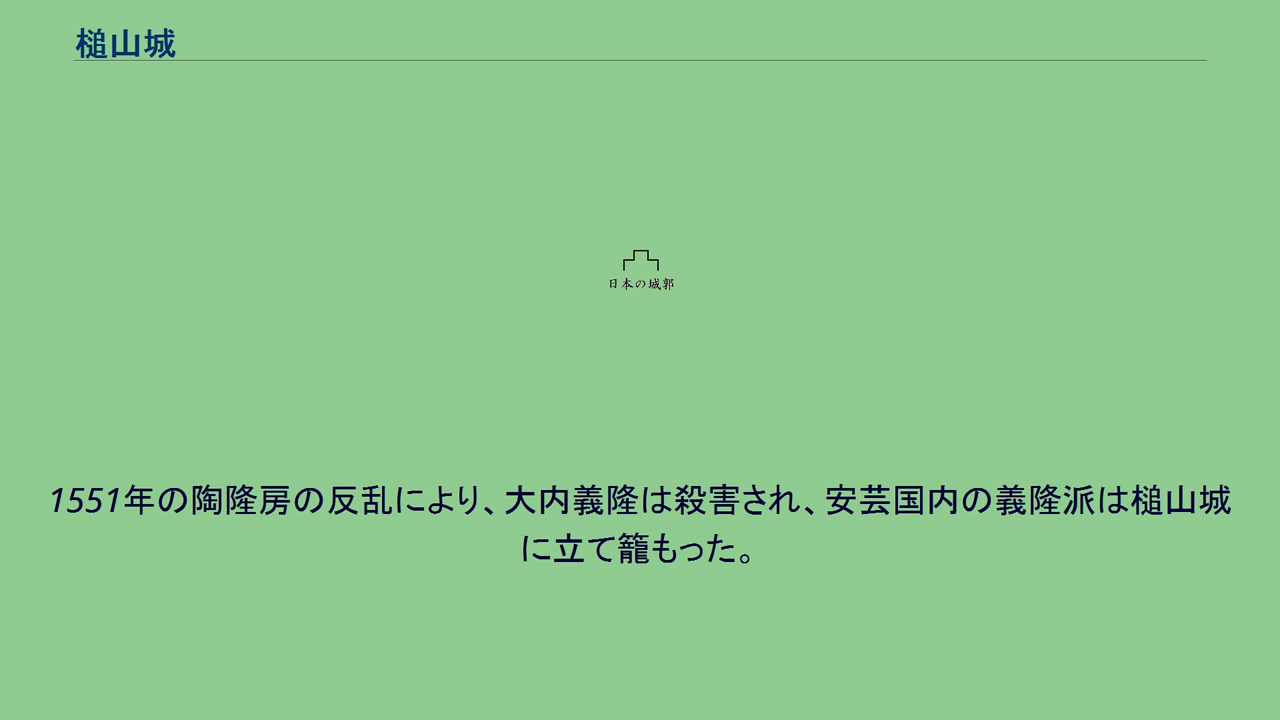 槌山城
日本の城郭
1551年の陶隆房の反乱により、大内義隆は殺害され、安芸国内の義隆派は槌山城
に立て籠もった。